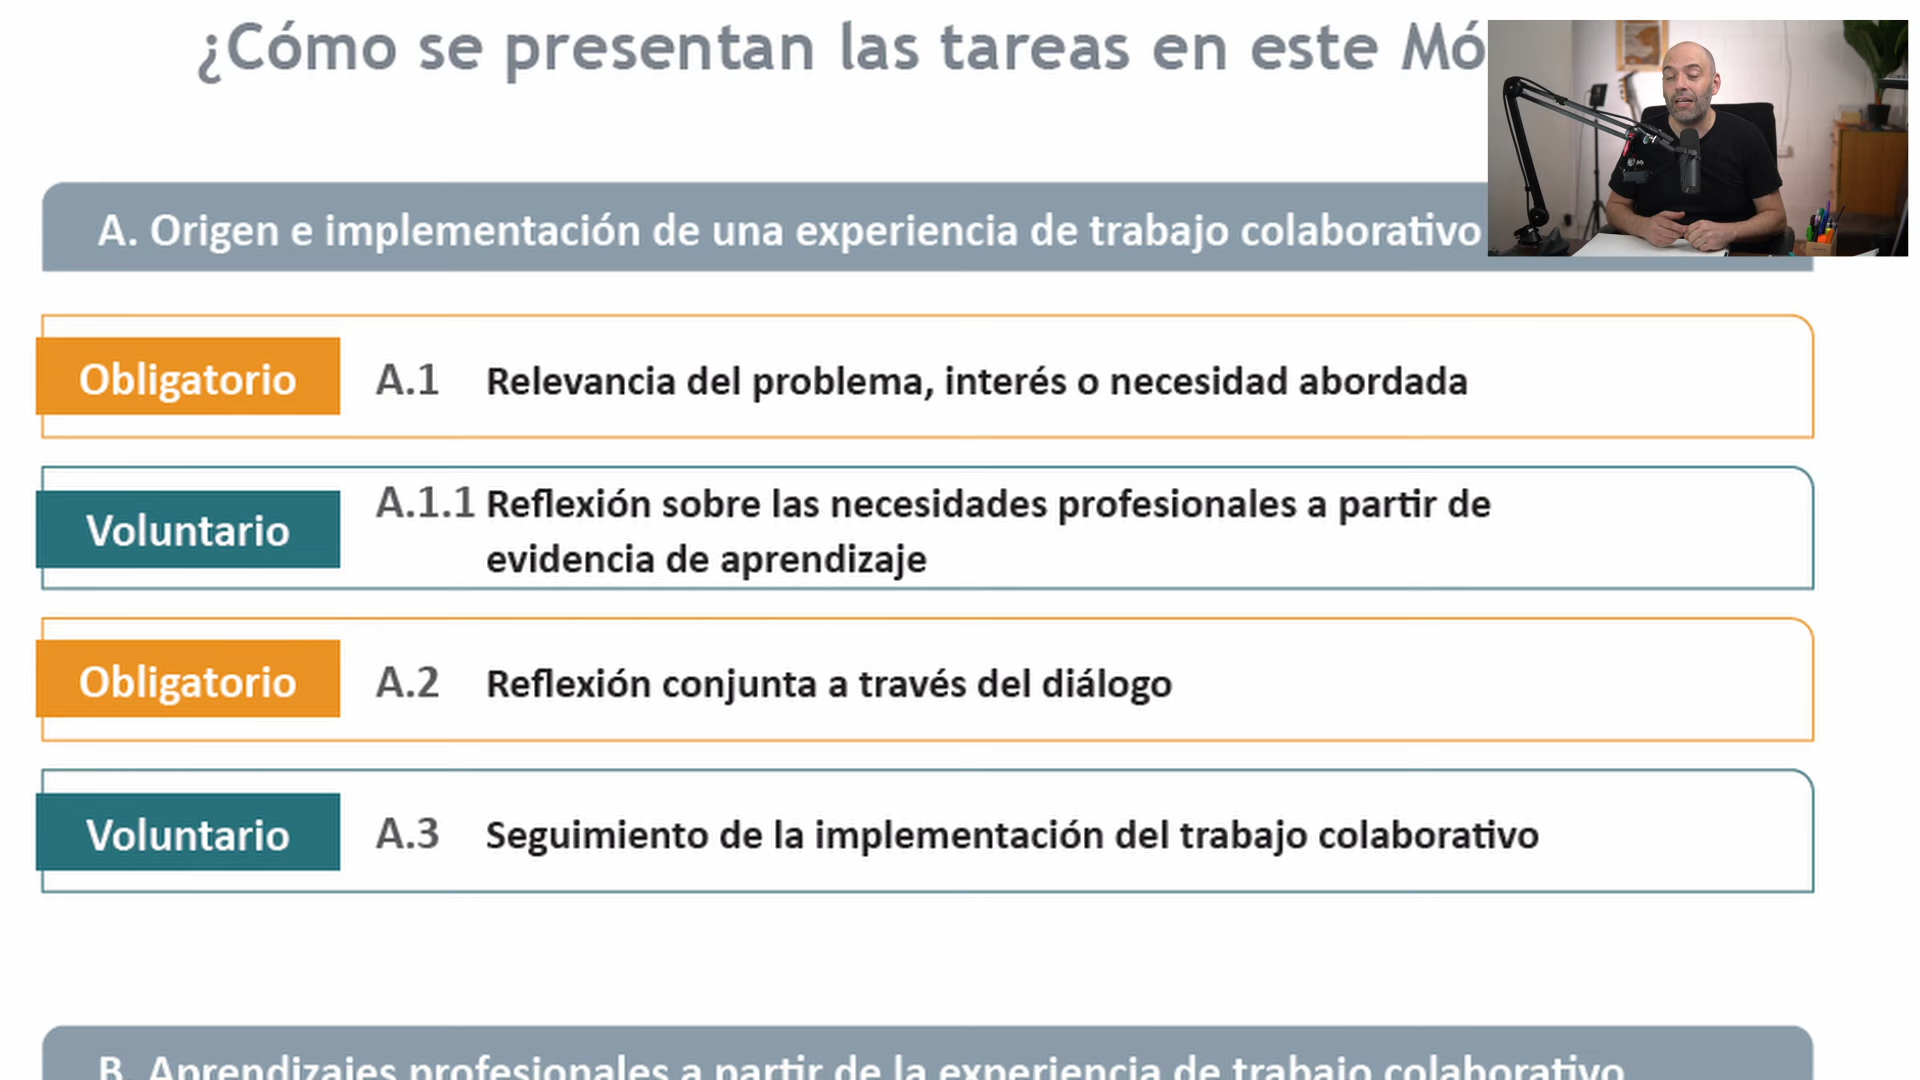 ¿Cómo se presentan las tareas en este Mó
A. Origen e implementación de una experiencia de trabajo colaborativo
Obligatorio A.1 Relevancia del problema, interés o necesidad abordada
Voluntario A.1.1 Reflexión sobre las necesidades profesionales a partir de
evidencia de aprendizaje
Obligatorio A.2 Reflexión conjunta a través del diálogo
Voluntario A.3 Seguimiento de la implementación del trabajo colaborativo
B. Aprendizajes profesionales a partir de la experiencia de trabajo colaborativo